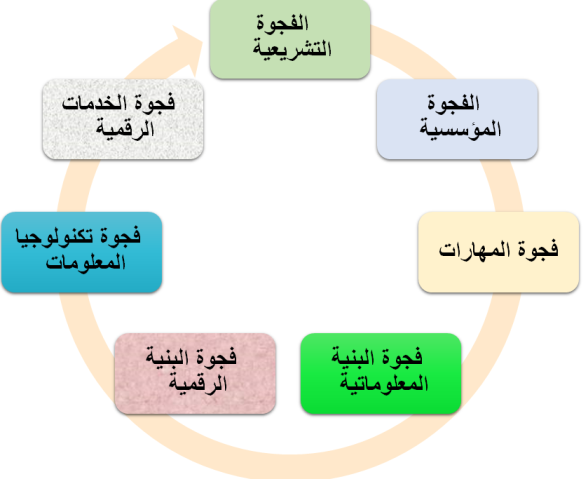 الفجوة
التشريعية
الفجوة
المؤسسية
فجوة المهارات
فجوة البنية
المعلوماتية
فجوة البنية
الرقمية
فجوة تكنولوجيا
المعلومات
فجوة الخدمات
الرقمية